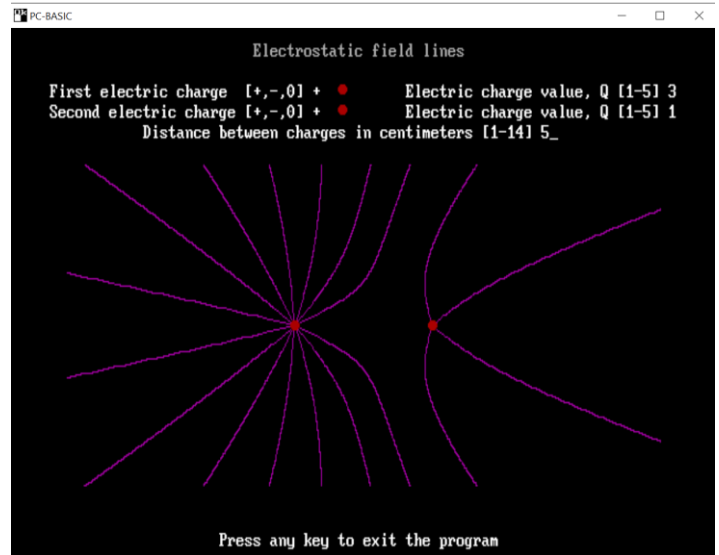 PC-BASIC
Electrostatic field lines
First electric charge [+,-,0] + Electric charge value, Q [1-5] 3
Second electric charge [+,-,0] + Electric charge value, Q [1-5] 1
Distance between charges in centimeters [1-14] 5_
Press any key to exit the program